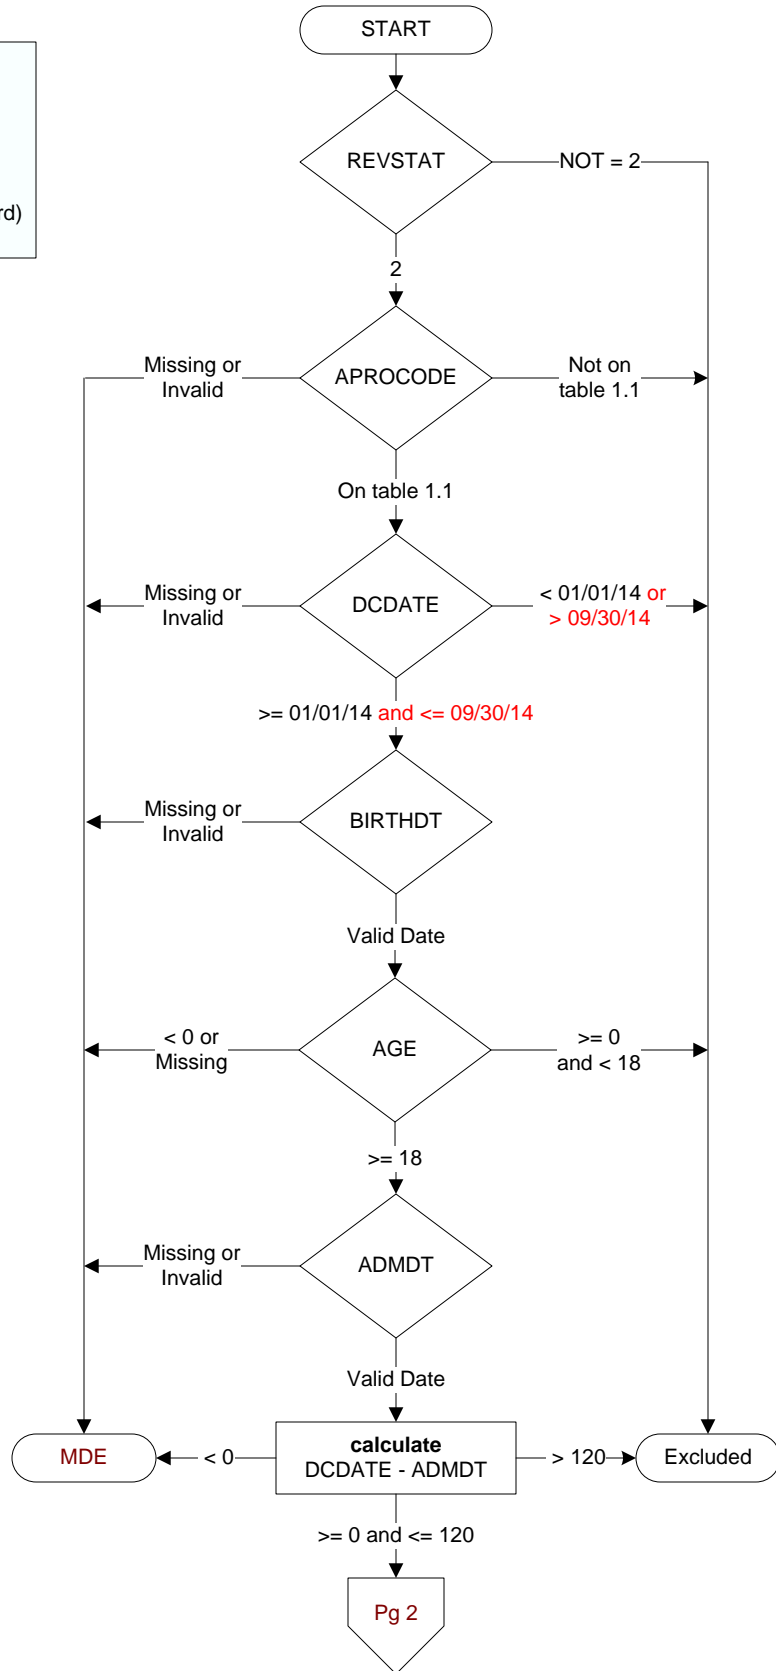 START
REVSTAT
NOT = 2
rd)
2
Missing or
Invalid
APROCODE
Not on
table 1.1
On table 1.1
Missing or
Invalid
DCDATE
< 01/01/14 or
> 09/30/14
>= 01/01/14 and <= 09/30/14
Missing or
Invalid
BIRTHDT
Valid Date
< 0 or
Missing
AGE
>= 0
and < 18
>= 18
Missing or
Invalid
ADMDT
Valid Date
MDE
< 0
calculate
DCDATE - ADMDT
> 120
Excluded
>= 0 and <= 120
Pg 2